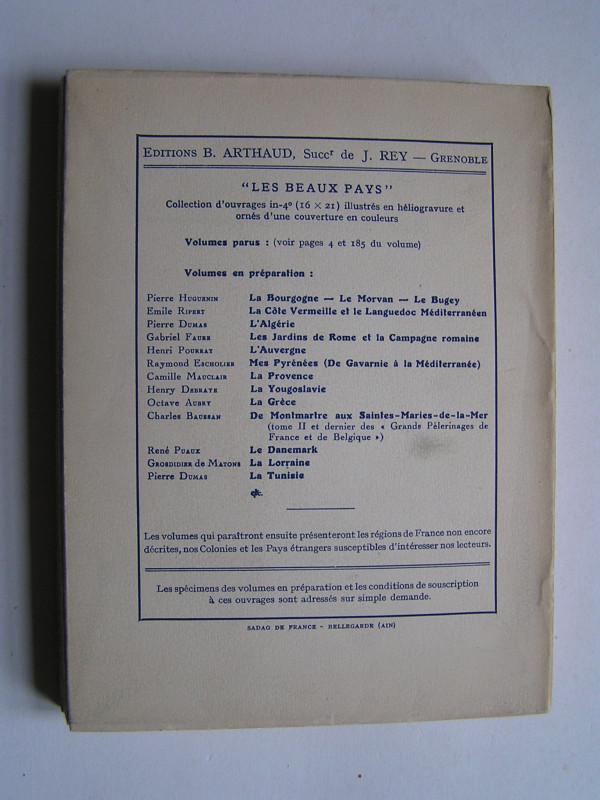 EDITIONS B. ARTHAUD, Succr de J. REY — GRENOBLE
"LES BEAUX PAYS"
Collection d'ouvrages in-4º (16 × 21) illustrés en héliogravure et
ornés d'une couverture en couleurs
Volumes parus : (voir pages 4 et 185 du volume)
Volumes en préparation :
Pierre HUGUENIN La Bourgogne — Le Morvan — Le Bugey
Emile RIPERT La Côte Vermeille et le Languedoc Méditerranéen
Pierre DUMAS L'Algérie
Gabriel FAURE Les Jardins de Rome et la Campagne romaine
Henri POURRAT L'Auvergne
Raymond ESCHOLIER Mes Pyrénées (De Gavarnie à la Méditerranée)
Camille MAUCLAIR La Provence
Henry DEBRAYE La Yougoslavie
Octave AUBRY La Grèce
Charles BAUSSAN De Montmartre aux Saintes-Maries-de-la-Mer
(tome II et dernier des « Grands Pèlerinages de
France et de Belgique »)
René PUAUX Le Danemark
GROSDIDIER de MATONS La Lorraine
Pierre DUMAS La Tunisie
etc.
Les volumes qui paraîtront ensuite présenteront les régions de France non encore
décrites, nos Colonies et les Pays étrangers susceptibles d'intéresser nos lecteurs.
Les spécimens des volumes en préparation et les conditions de souscription
à ces ouvrages sont adressés sur simple demande.
SADAG DE FRANCE - BELLEGARDE (AIN)